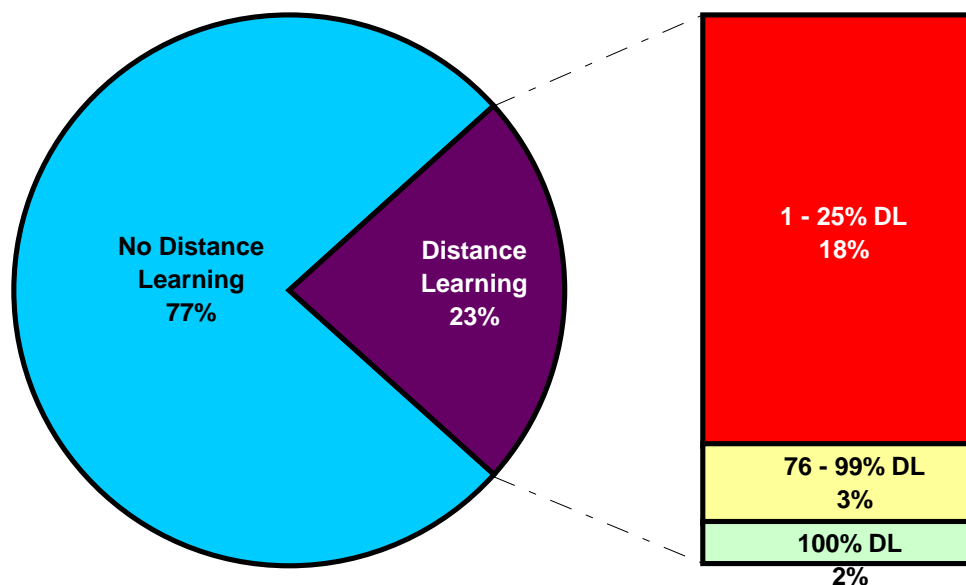 No Distance
Learning
77%
Distance
Learning
23%
1 - 25% DL
18%
76 - 99% DL
3%
100% DL
2%